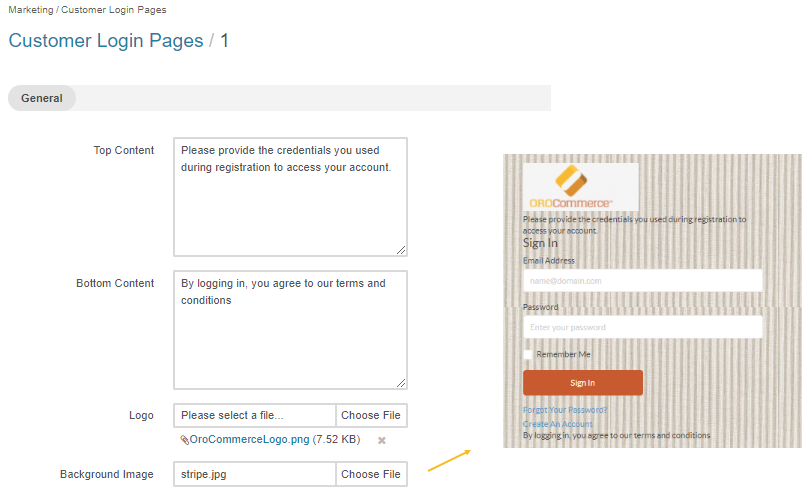 Marketing / Customer Login Pages
Customer Login Pages / 1
General
Top Content
Please provide the credentials you used
during registration to access your account.
Bottom Content
By logging in, you agree to our terms and
conditions
Logo
Please select a file...
Choose File
OroCommerceLogo.png (7.52 KB)
Background Image
stripe.jpg
Choose File
OROCommerce
Please provide the credentials you used during registration to
access your account.
Sign In
Email Address
name@domain.com
Password
Enter your password
Remember Me
Sign In
Forgot Your Password?
Create An Account
By logging in, you agree to our terms and conditions